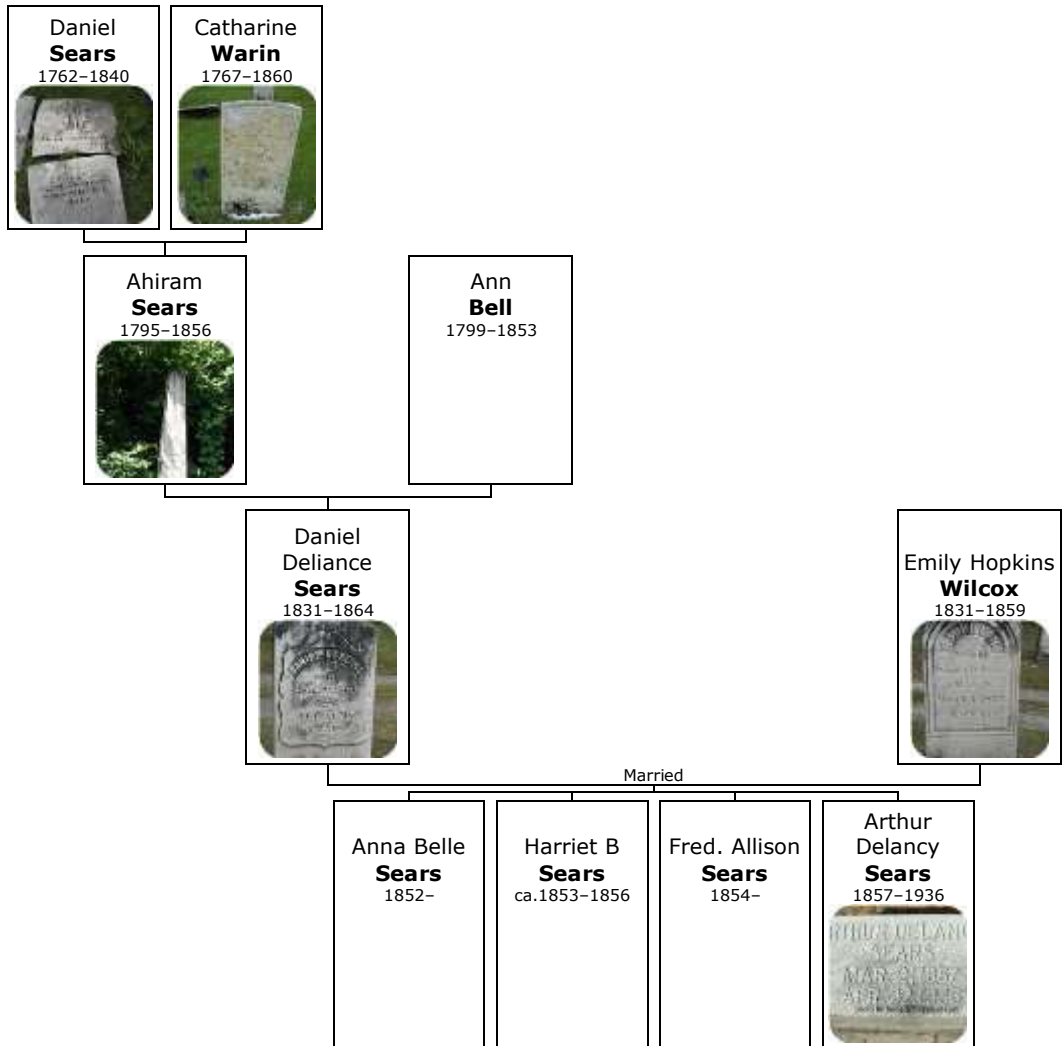 Daniel
Sears
1762–1840
Catharine
Warin
1767–1860
Ahiram
Sears
1795–1856
Ann
Bell
1799–1853
Daniel
Deliance
Sears
1831–1864
Emily Hopkins
Wilcox
1831–1859
Married
Anna Belle
Sears
1852–
Harriet B
Sears
ca.1853–1856
Fred. Allison
Sears
1854–
Arthur
Delancy
Sears
1857–1936
SEARS